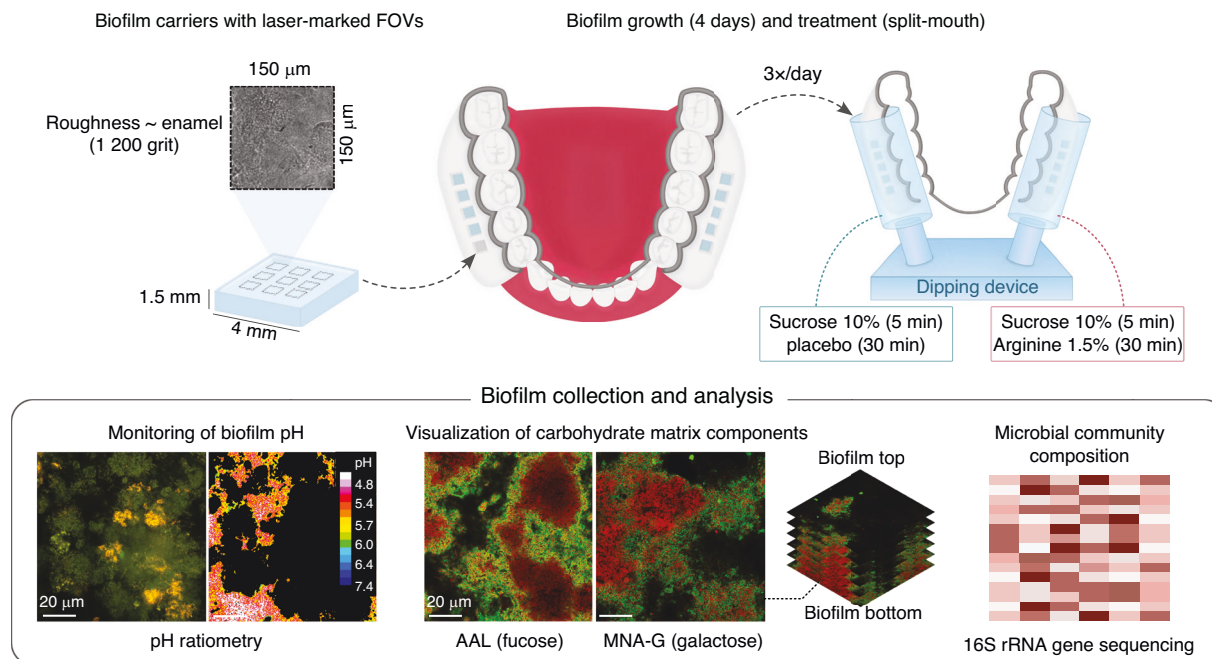 Biofilm carriers with laser-marked FOVs
Biofilm growth (4 days) and treatment (split-mouth)
150 μm
150 μm
Roughness ~ enamel
(1 200 grit)
1.5 mm
4 mm
3×/day
Dipping device
Sucrose 10% (5 min)
placebo (30 min)
Sucrose 10% (5 min)
Arginine 1.5% (30 min)
Biofilm collection and analysis
Monitoring of biofilm pH
pH
4.8
5.4
5.7
6.0
6.4
7.4
20 μm
pH ratiometry
Visualization of carbohydrate matrix components
20 μm
AAL (fucose)
MNA-G (galactose)
Biofilm top
Biofilm bottom
Microbial community
composition
16S rRNA gene sequencing